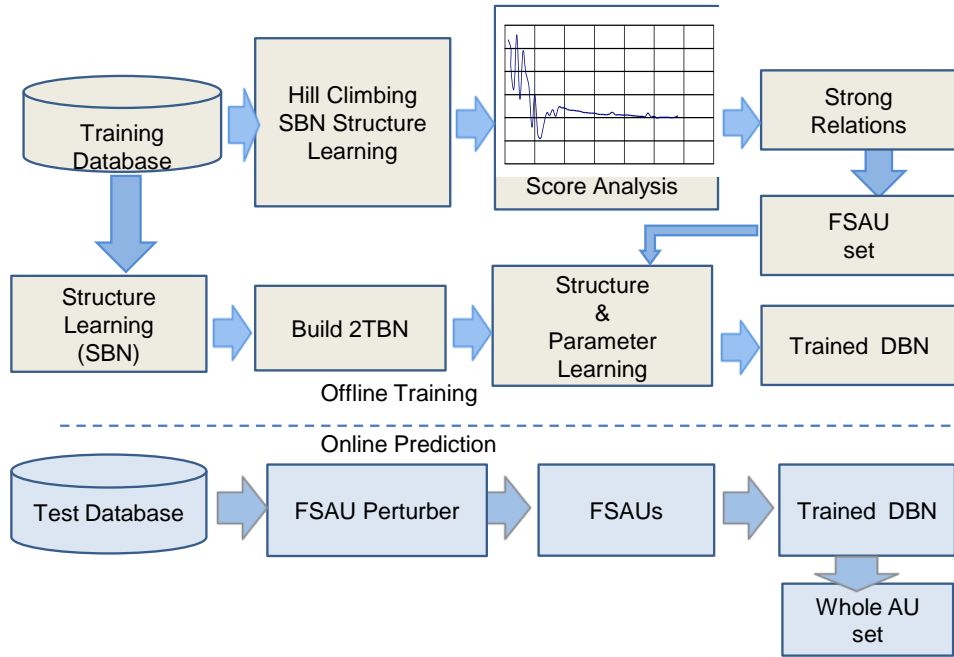 Training
Database
Hill Climbing
SBN Structure
Learning
Score Analysis
Strong
Relations
FSAU
set
Structure
Learning
(SBN)
Build 2TBN
Structure
&
Parameter
Learning
Trained DBN
Offline Training
Online Prediction
Test Database
FSAU Perturber
FSAUs
Trained DBN
Whole AU
set